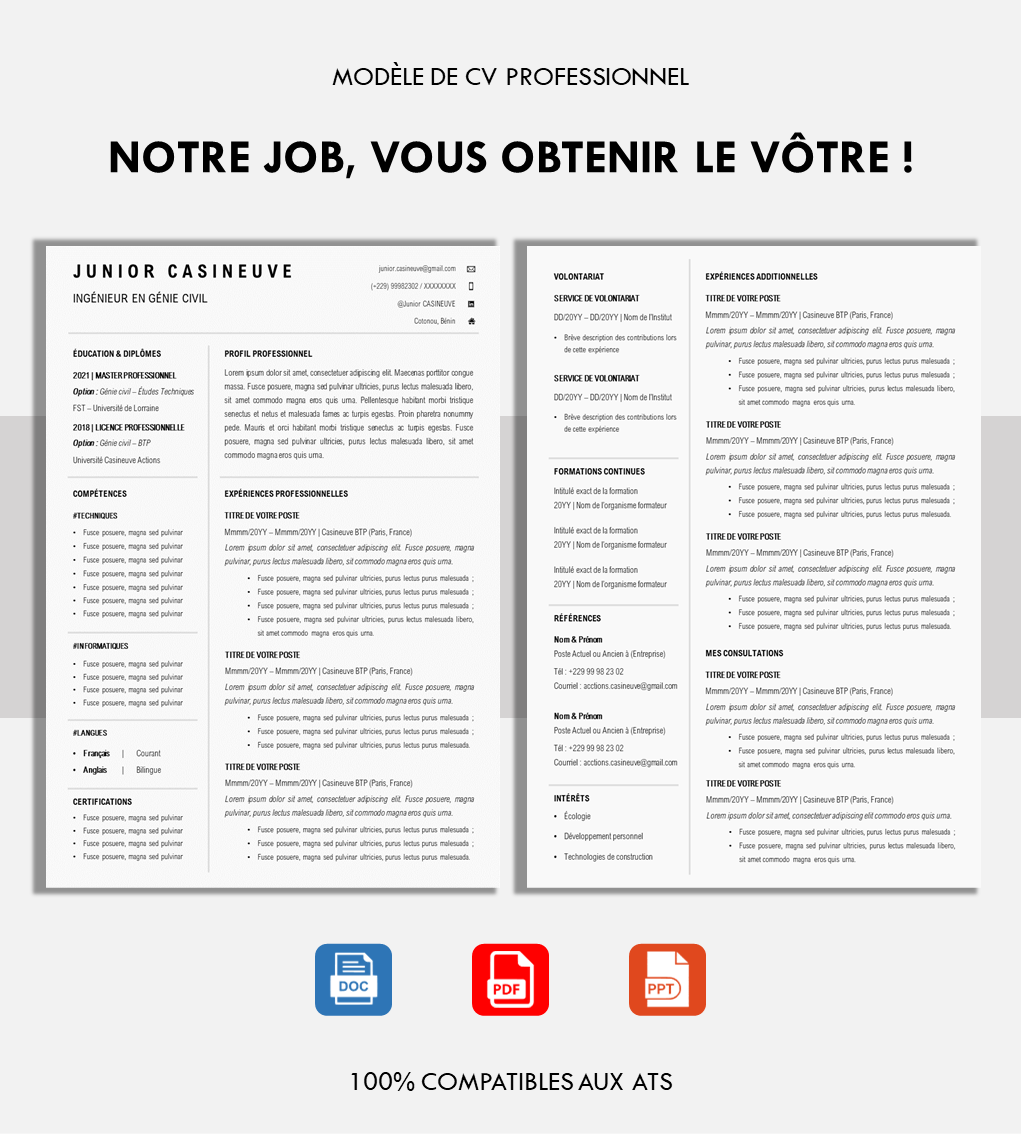 MODÈLE DE CV PROFESSIONNEL
NOTRE JOB, VOUS OBTENIR LE VÔTRE !
JUNIOR CASINEUVE
INGÉNIEUR EN GÉNIE CIVIL
junior.casineuve@gmail.com
(+229) 99982302 / XXXXXXXX
@Junior CASINEUVE
Cotonou, Bénin
ÉDUCATION & DIPLÔMES
2021 | MASTER PROFESSIONNEL
Option : Génie civil – Études Techniques
FST – Université de Lorraine
2018 | LICENCE PROFESSIONNELLE
Option : Génie civil – BTP
Université Casineuve Actions
COMPÉTENCES
#TECHNIQUES
• Fusce posuere, magna sed pulvinar
• Fusce posuere, magna sed pulvinar
• Fusce posuere, magna sed pulvinar
• Fusce posuere, magna sed pulvinar
• Fusce posuere, magna sed pulvinar
• Fusce posuere, magna sed pulvinar
• Fusce posuere, magna sed pulvinar
#INFORMATIQUES
• Fusce posuere, magna sed pulvinar
• Fusce posuere, magna sed pulvinar
• Fusce posuere, magna sed pulvinar
• Fusce posuere, magna sed pulvinar
#LANGUES
• Français | Courant
• Anglais | Bilingue
CERTIFICATIONS
• Fusce posuere, magna sed pulvinar
• Fusce posuere, magna sed pulvinar
• Fusce posuere, magna sed pulvinar
• Fusce posuere, magna sed pulvinar
PROFIL PROFESSIONNEL
Lorem ipsum dolor sit amet, consectetuer adipiscing elit. Maecenas porttitor congue
massa. Fusce posuere, magna sed pulvinar ultricies, purus lectus malesuada libero,
sit amet commodo magna eros quis urna. Nunc viverra imperdiet enim. Fusce est. Vivamus a tellus. Pellentesque habitant morbi tristique
senectus et netus et malesuada fames ac turpis egestas. Proin pharetra nonummy
pede. Mauris et orci habitant morbi tristique senectus ac turpis egestas. Fusce
posuere, magna sed pulvinar ultricies, purus lectus malesuada libero, sit amet
commodo magna eros quis urna.
EXPÉRIENCES PROFESSIONNELLES
TITRE DE VOTRE POSTE
Mmmm/20YY – Mmmm/20YY | Casineuve BTP (Paris, France)
Lorem ipsum dolor sit amet, consectetuer adipiscing elit. Fusce posuere, magna
pulvinar, purus lectus malesuada libero, sit amet commodo magna eros quis urna.
• Fusce posuere, magna sed pulvinar ultricies, purus lectus purus malesuada ;
• Fusce posuere, magna sed pulvinar ultricies, purus lectus malesuada ;
• Fusce posuere, magna sed pulvinar ultricies, purus lectus malesuada ;
• Fusce posuere, magna sed pulvinar ultricies, purus lectus malesuada libero,
sit amet commodo magna eros quis urna.
TITRE DE VOTRE POSTE
Mmmm/20YY – Mmmm/20YY | Casineuve BTP (Paris, France)
Lorem ipsum dolor sit amet, consectetuer adipiscing elit. Fusce posuere, magna
pulvinar, purus lectus malesuada libero, sit amet commodo magna eros quis urna.
• Fusce posuere, magna sed pulvinar ultricies, purus lectus malesuada ;
• Fusce posuere, magna sed pulvinar ultricies, purus lectus malesuada ;
• Fusce posuere, magna sed pulvinar ultricies, purus lectus malesuada.
TITRE DE VOTRE POSTE
Mmmm/20YY – Mmmm/20YY | Casineuve BTP (Paris, France)
Lorem ipsum dolor sit amet, consectetuer adipiscing elit. Fusce posuere, magna
pulvinar, purus lectus malesuada libero, sit amet commodo magna eros quis urna.
• Fusce posuere, magna sed pulvinar ultricies, purus lectus malesuada ;
• Fusce posuere, magna sed pulvinar ultricies, purus lectus malesuada ;
• Fusce posuere, magna sed pulvinar ultricies, purus lectus malesuada.
VOLONTARIAT
SERVICE DE VOLONTARIAT
DD/20YY – DD/20YY | Nom de l'Institut
• Brève description des contributions lors
de cette expérience
SERVICE DE VOLONTARIAT
DD/20YY – DD/20YY | Nom de l'Institut
• Brève description des contributions lors
de cette expérience
FORMATIONS CONTINUES
Intitulé exact de la formation
20YY | Nom de l'organisme formateur
Intitulé exact de la formation
20YY | Nom de l'organisme formateur
Intitulé exact de la formation
20YY | Nom de l'organisme formateur
RÉFÉRENCES
Nom & Prénom
Poste Actuel ou Ancien à (Entreprise)
Tél : +229 99 98 23 02
Courriel : acctions.casineuve@gmail.com
Nom & Prénom
Poste Actuel ou Ancien à (Entreprise)
Tél : +229 99 98 23 02
Courriel : acctions.casineuve@gmail.com
INTÉRÊTS
• Écologie
• Développement personnel
• Technologies de construction
EXPÉRIENCES ADDITIONNELLES
TITRE DE VOTRE POSTE
Mmmm/20YY – Mmmm/20YY | Casineuve BTP (Paris, France)
Lorem ipsum dolor sit amet, consectetuer adipiscing elit. Fusce posuere, magna
pulvinar, purus lectus malesuada libero, sit amet commodo magna eros quis urna.
• Fusce posuere, magna sed pulvinar ultricies, purus lectus purus malesuada ;
• Fusce posuere, magna sed pulvinar ultricies, purus lectus malesuada ;
• Fusce posuere, magna sed pulvinar ultricies, purus lectus malesuada libero,
sit amet commodo magna eros quis urna.
TITRE DE VOTRE POSTE
Mmmm/20YY – Mmmm/20YY | Casineuve BTP (Paris, France)
Lorem ipsum dolor sit amet, consectetuer adipiscing elit. Fusce posuere, magna
pulvinar, purus lectus malesuada libero, sit amet commodo magna eros quis urna.
• Fusce posuere, magna sed pulvinar ultricies, purus lectus malesuada ;
• Fusce posuere, magna sed pulvinar ultricies, purus lectus malesuada ;
• Fusce posuere, magna sed pulvinar ultricies, purus lectus malesuada.
TITRE DE VOTRE POSTE
Mmmm/20YY – Mmmm/20YY | Casineuve BTP (Paris, France)
Lorem ipsum dolor sit amet, consectetuer adipiscing elit. Fusce posuere, magna
pulvinar, purus lectus malesuada libero, sit amet commodo magna eros quis urna.
• Fusce posuere, magna sed pulvinar ultricies, purus lectus malesuada ;
• Fusce posuere, magna sed pulvinar ultricies, purus lectus malesuada ;
• Fusce posuere, magna sed pulvinar ultricies, purus lectus malesuada.
MES CONSULTATIONS
TITRE DE VOTRE POSTE
Mmmm/20YY – Mmmm/20YY | Casineuve BTP (Paris, France)
Lorem ipsum dolor sit amet, consectetuer adipiscing elit. Fusce posuere, magna
pulvinar, purus lectus malesuada libero, sit amet commodo magna eros quis urna.
• Fusce posuere, magna sed pulvinar ultricies, purus lectus malesuada ;
• Fusce posuere, magna sed pulvinar ultricies, purus lectus malesuada libero,
sit amet commodo magna eros quis urna.
TITRE DE VOTRE POSTE
Mmmm/20YY – Mmmm/20YY | Casineuve BTP (Paris, France)
Lorem ipsum dolor sit amet, consectetuer adipiscing elit commodo magna eros quis urna.
• Fusce posuere, magna sed pulvinar ultricies, purus lectus purus malesuada ;
• Fusce posuere, magna sed pulvinar ultricies, purus lectus malesuada libero,
sit amet commodo magna eros quis urna.
DOC
PDF
PPT
100% COMPATIBLES AUX ATS